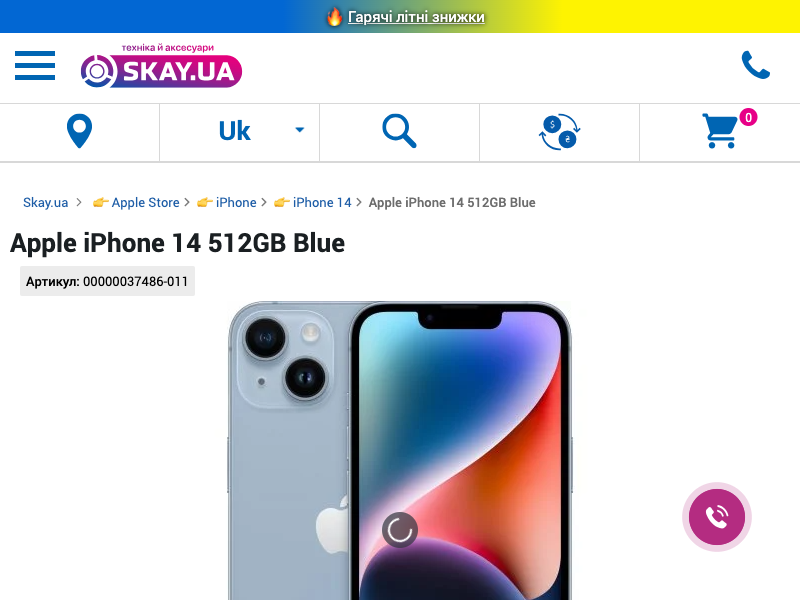 Гарячі літні знижки
техніка й аксесуари
SKAY.UA
Uk
$
₴
0
Skay.ua
Apple Store
iPhone
iPhone 14
Apple iPhone 14 512GB Blue
Apple iPhone 14 512GB Blue
Артикул: 00000037486-011